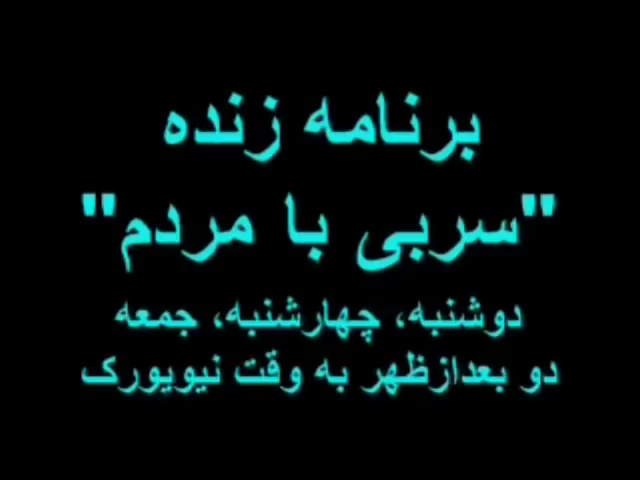 برنامه زنده
"سربی با مردم"
دوشنبه، چهارشنبه، جمعه
دو بعدازظهر به وقت نیویورک